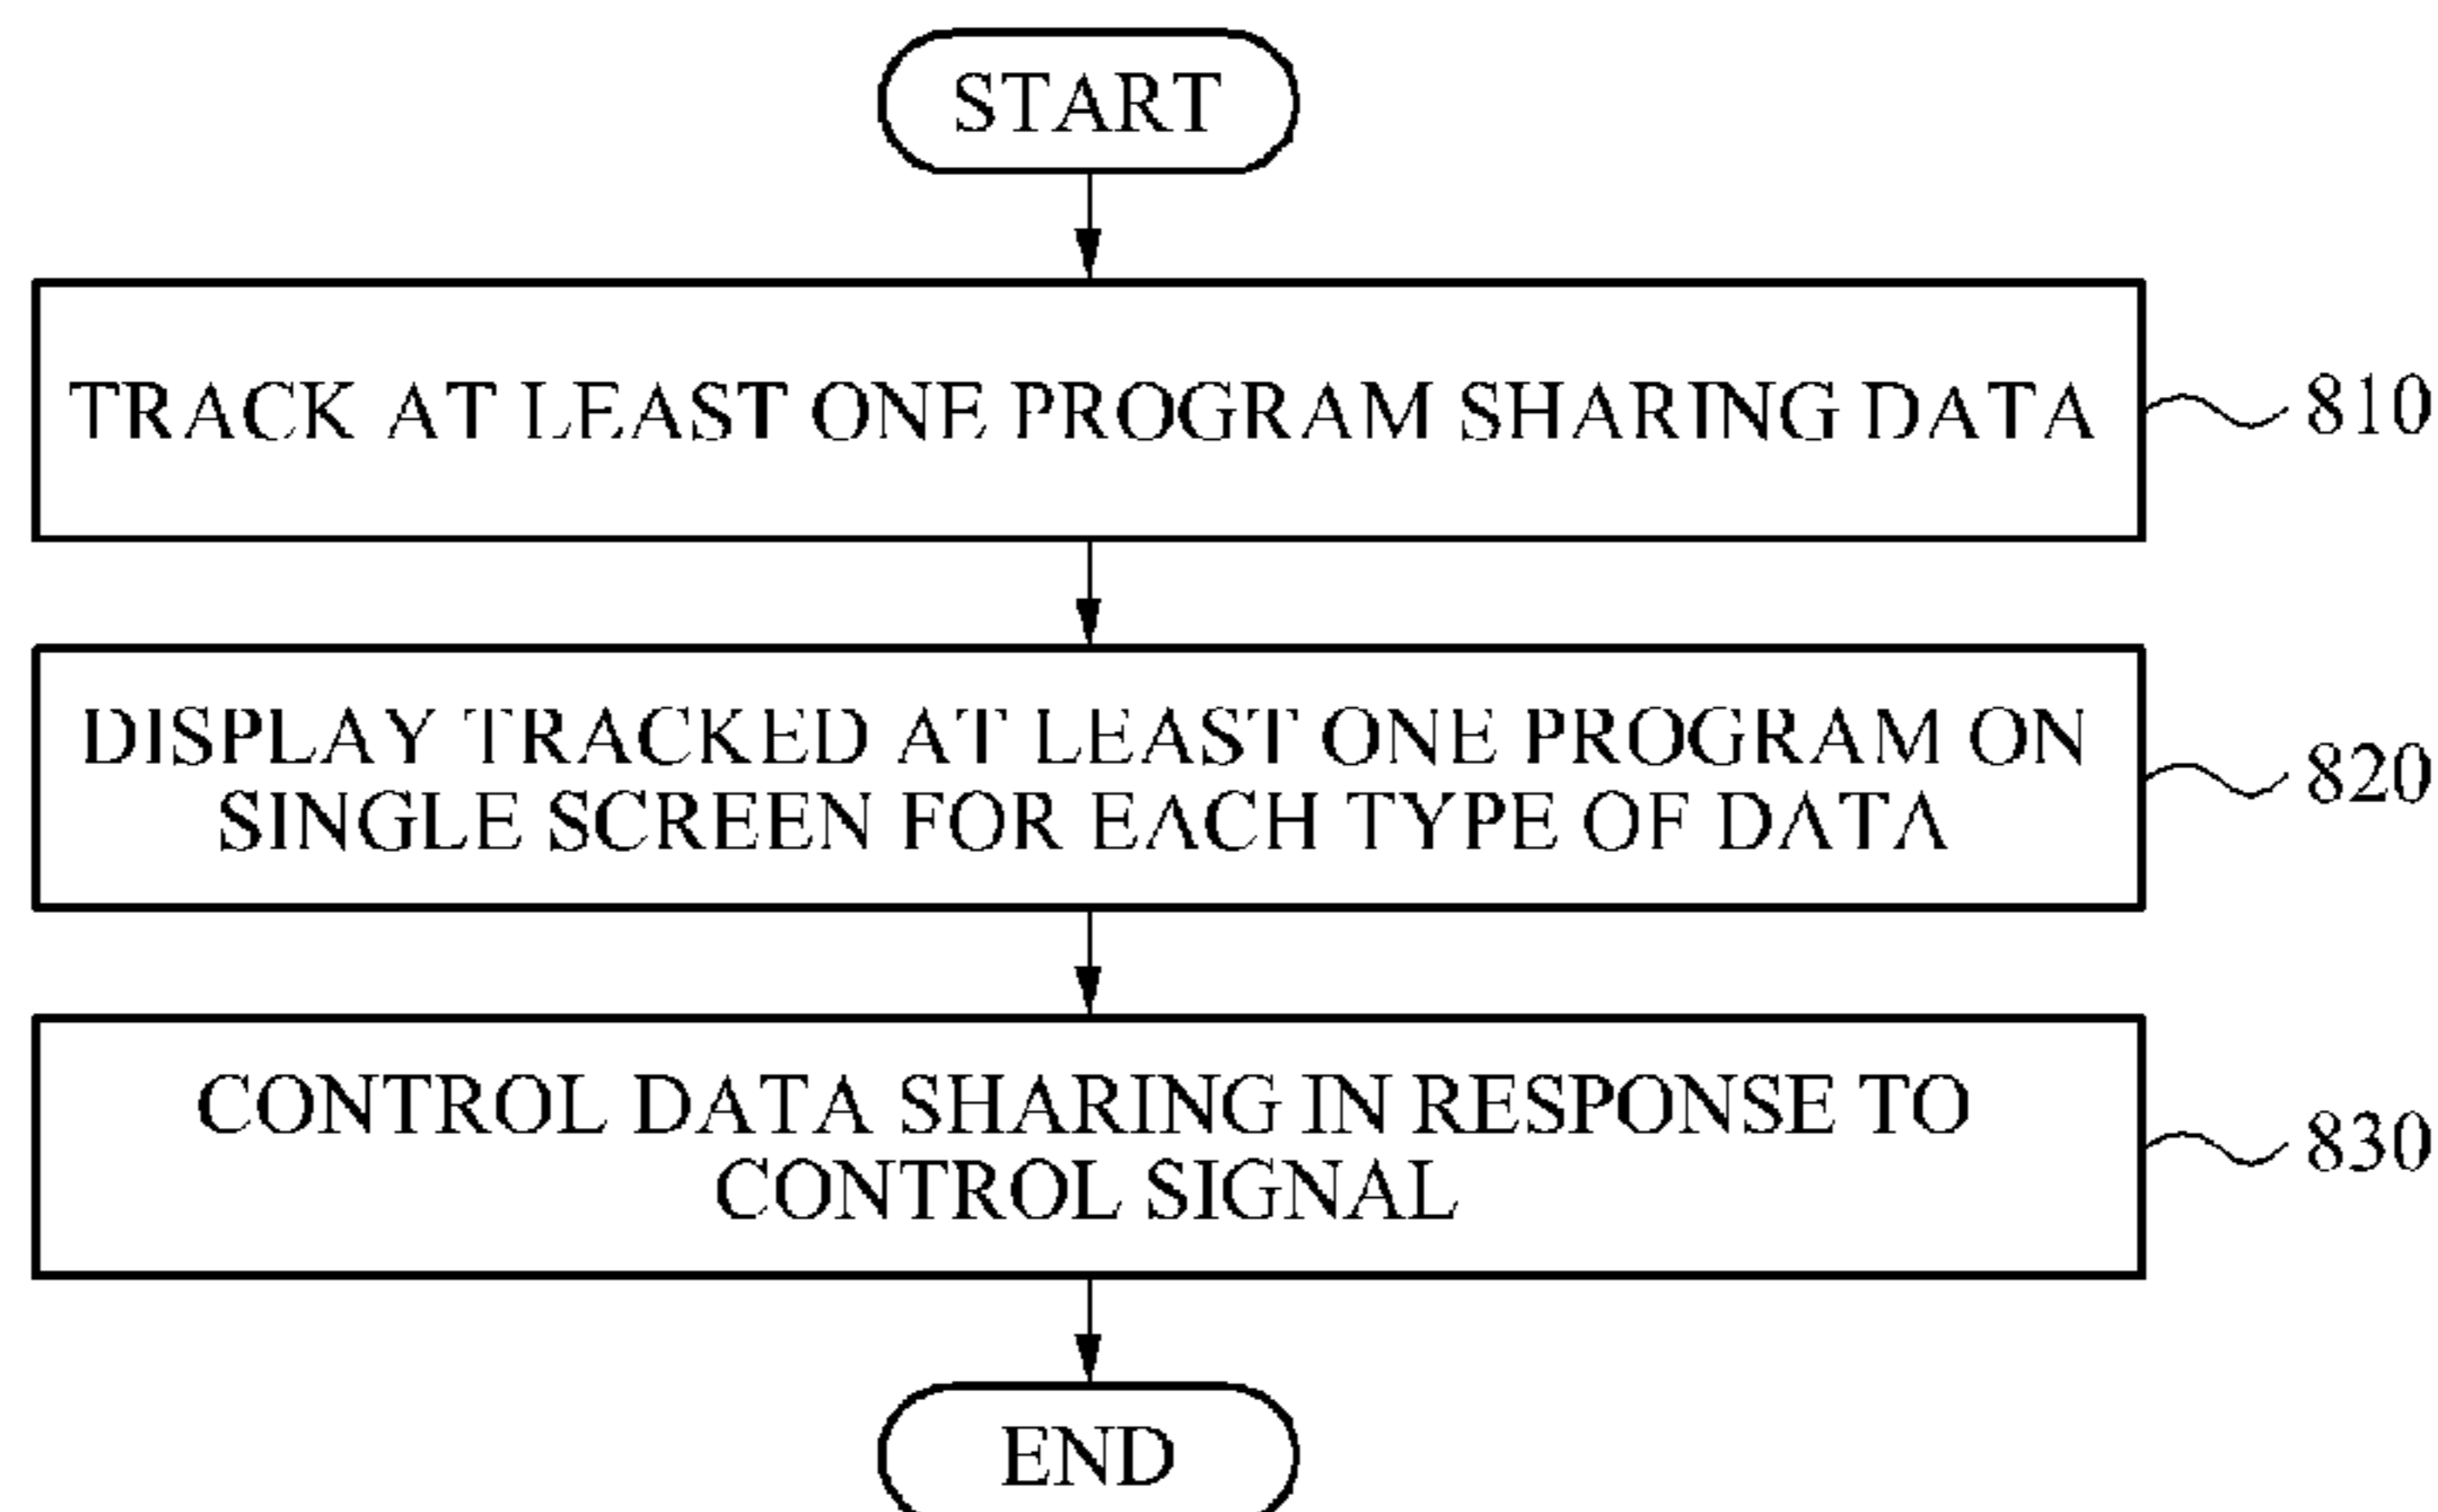 START
TRACK AT LEAST ONE PROGRAM SHARING DATA
810
DISPLAY TRACKED AT LEAST ONE PROGRAM ON
SINGLE SCREEN FOR EACH TYPE OF DATA
820
CONTROL DATA SHARING IN RESPONSE TO
CONTROL SIGNAL
830
END